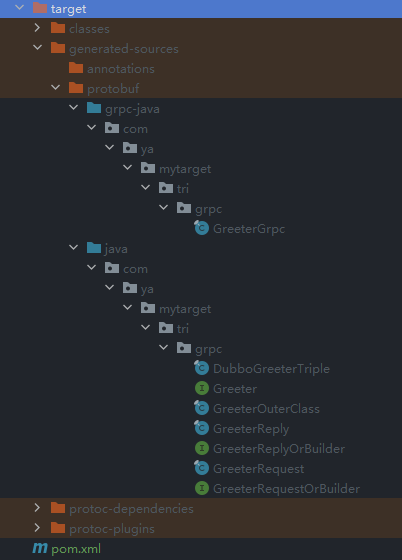 target
classes
generated-sources
annotations
protobuf
grpc-java
com
ya
mytarget
tri
grpc
GreeterGrpc
java
com
ya
mytarget
tri
grpc
DubboGreeterTriple
Greeter
GreeterOuterClass
GreeterReply
GreeterReplyOrBuilder
GreeterRequest
GreeterRequestOrBuilder
protoc-dependencies
protoc-plugins
pom.xml